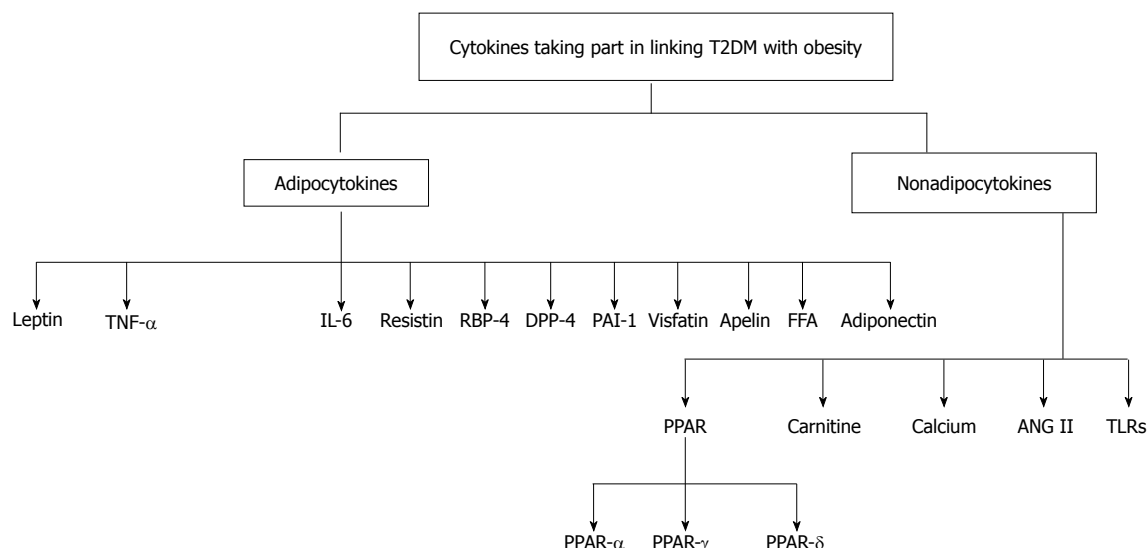 Cytokines taking part in linking T2DM with obesity
Adipocytokines
Nonadipocytokines
Leptin TNF-α IL-6 Resistin RBP-4 DPP-4 PAI-1 Visfatin Apelin FFA Adiponectin
PPAR Carnitine Calcium ANG II TLRs
PPAR-α PPAR-γ PPAR-δ